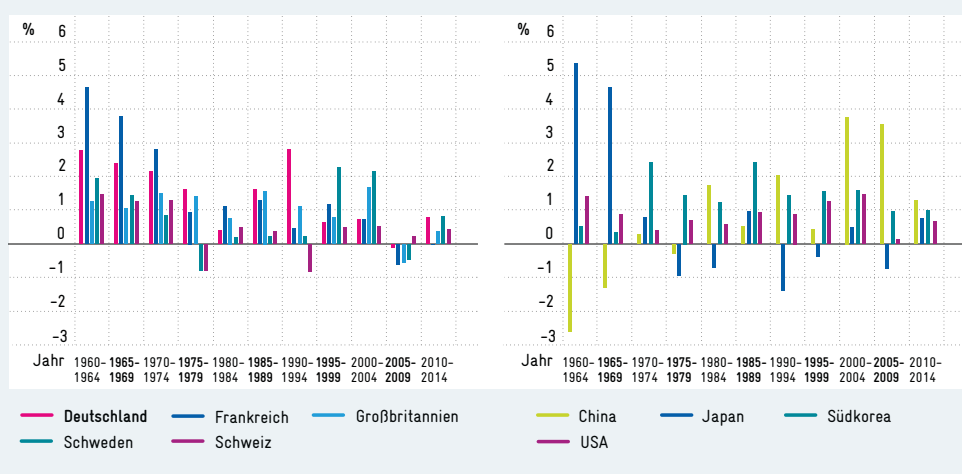 %
6
5
4
3
2
1
0
–1
–2
–3
Jahr 1960– 1965– 1970– 1975– 1980– 1985– 1990– 1995– 2000– 2005– 2010–
1964 1969 1974 1979 1984 1989 1994 1999 2004 2009 2014
Deutschland Frankreich Großbritannien
Schweden Schweiz
%
6
5
4
3
2
1
0
–1
–2
–3
Jahr 1960– 1965– 1970– 1975– 1980– 1985– 1990– 1995– 2000– 2005– 2010–
1964 1969 1974 1979 1984 1989 1994 1999 2004 2009 2014
China Japan Südkorea
USA